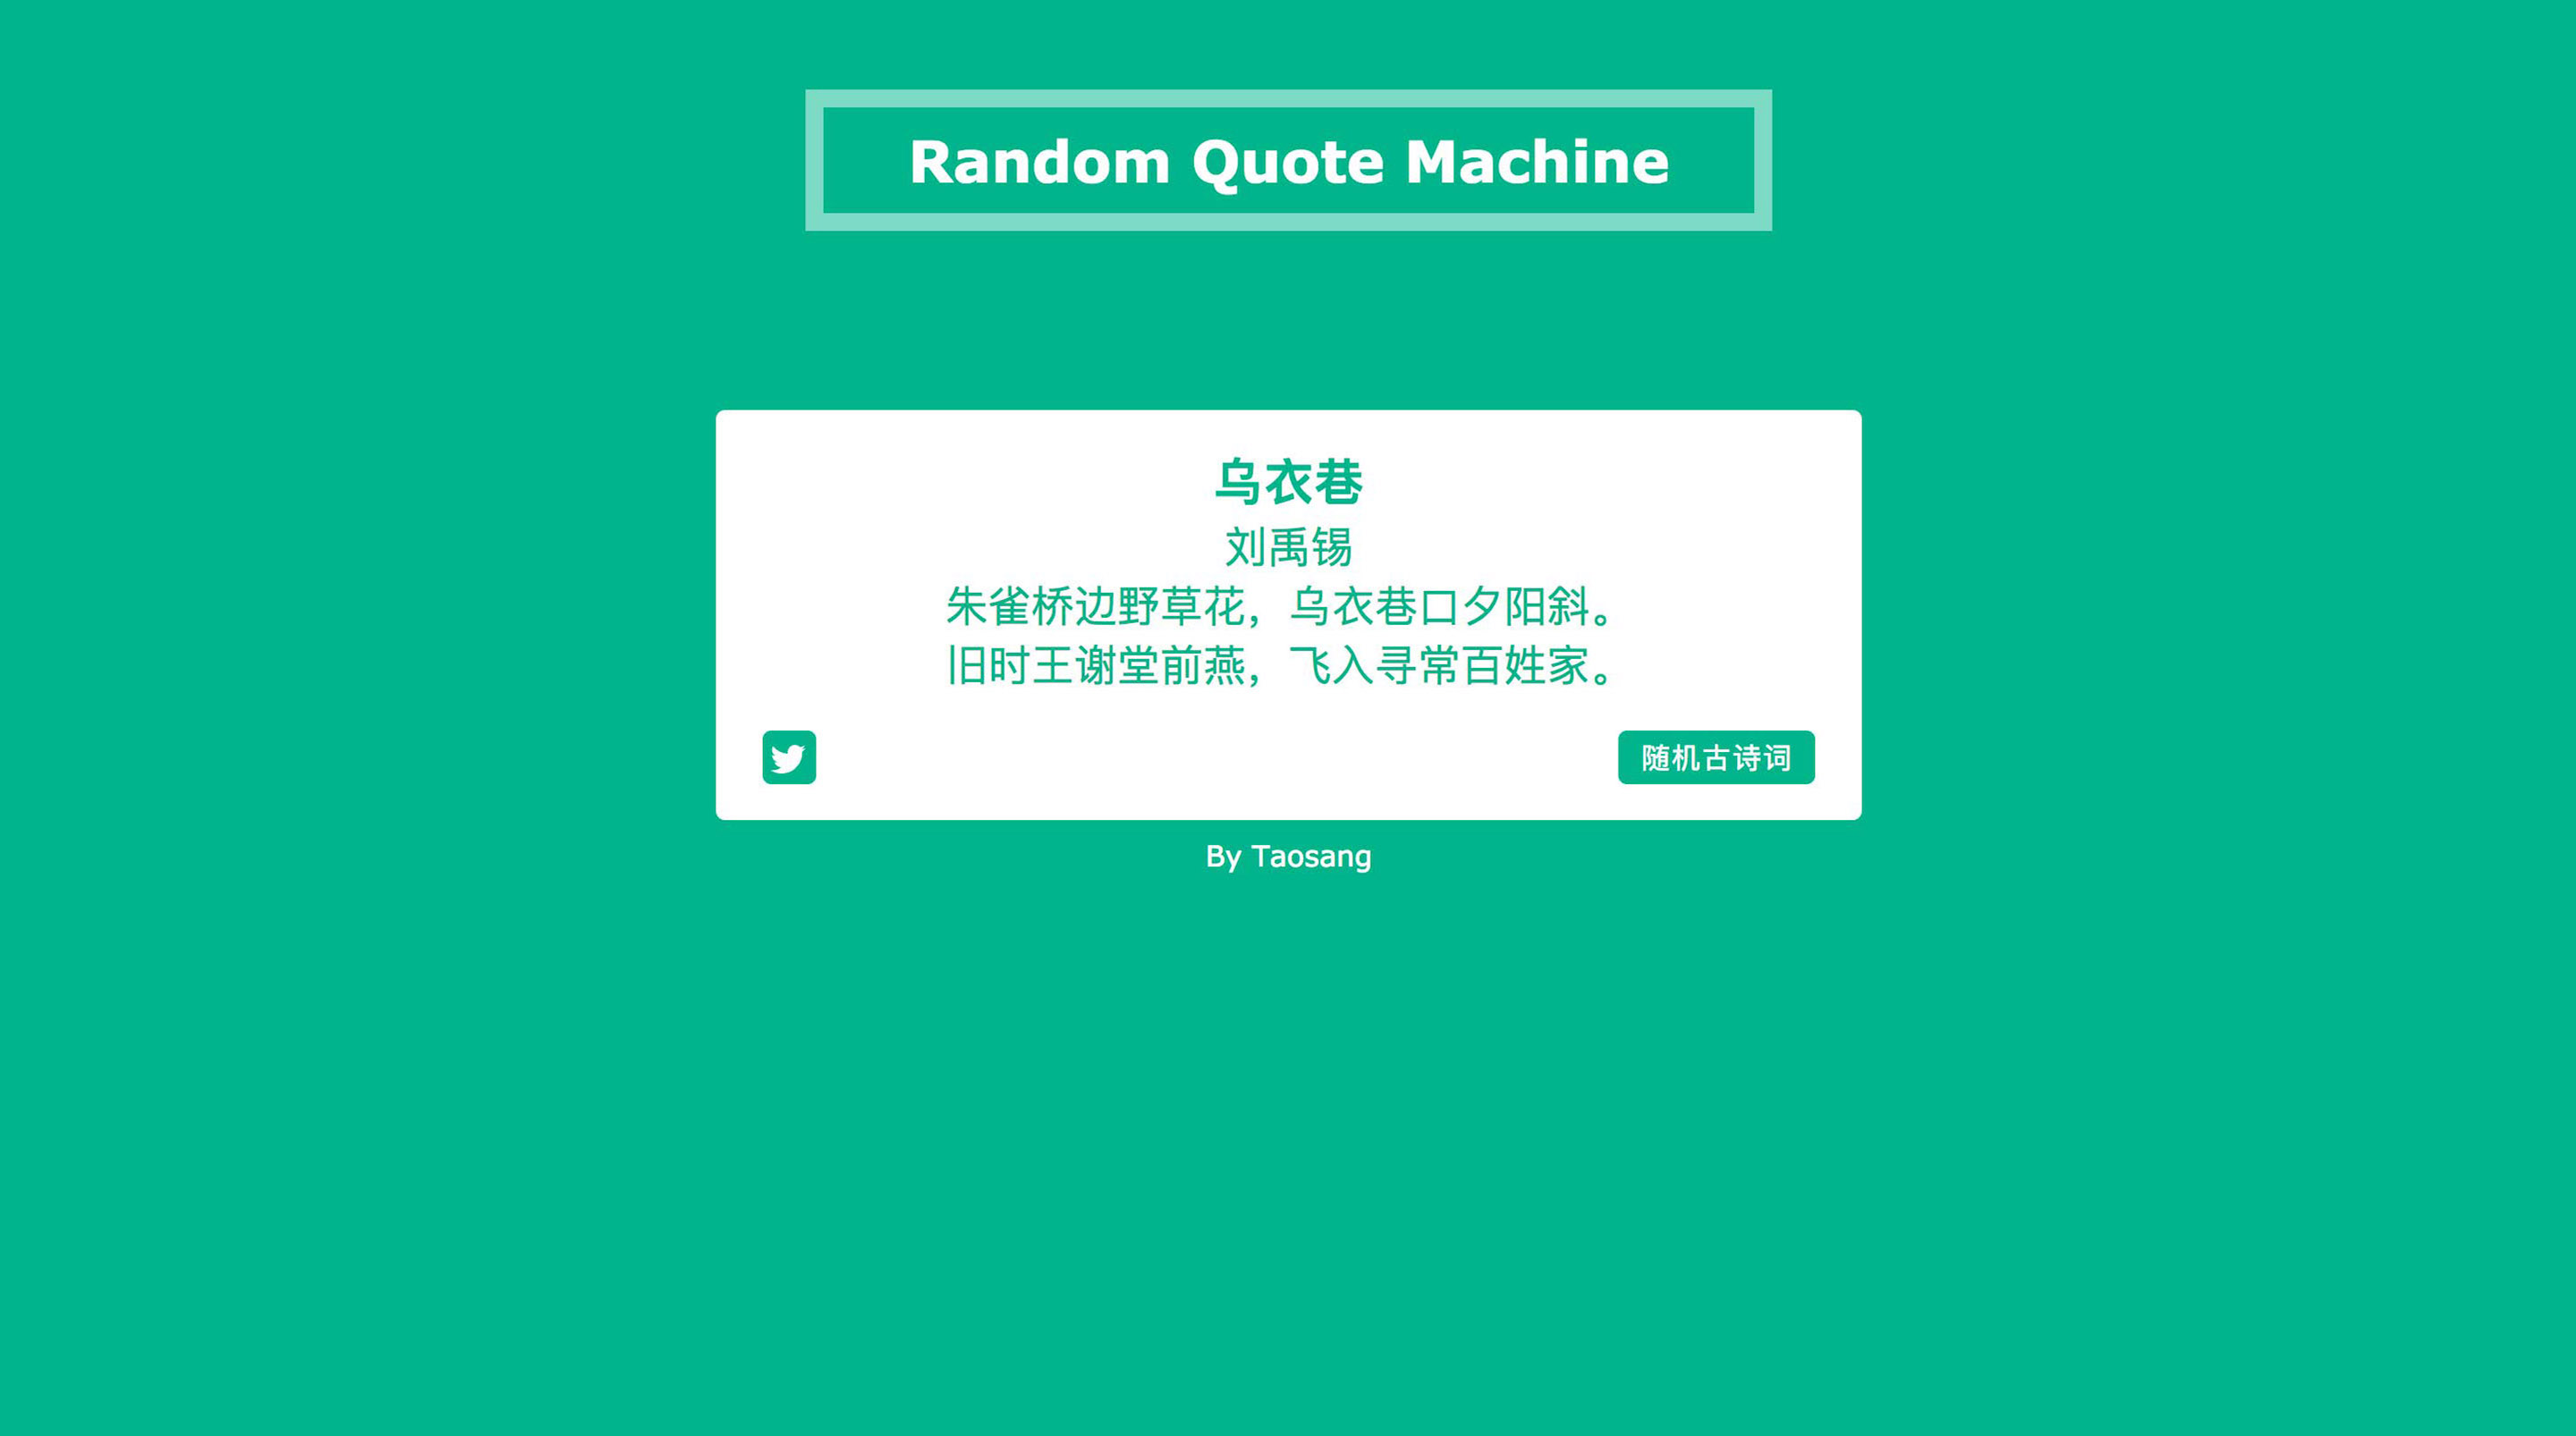 Random Quote Machine
乌衣巷
刘禹锡
朱雀桥边野草花，乌衣巷口夕阳斜。
旧时王谢堂前燕，飞入寻常百姓家。
随机古诗词
By Taosang